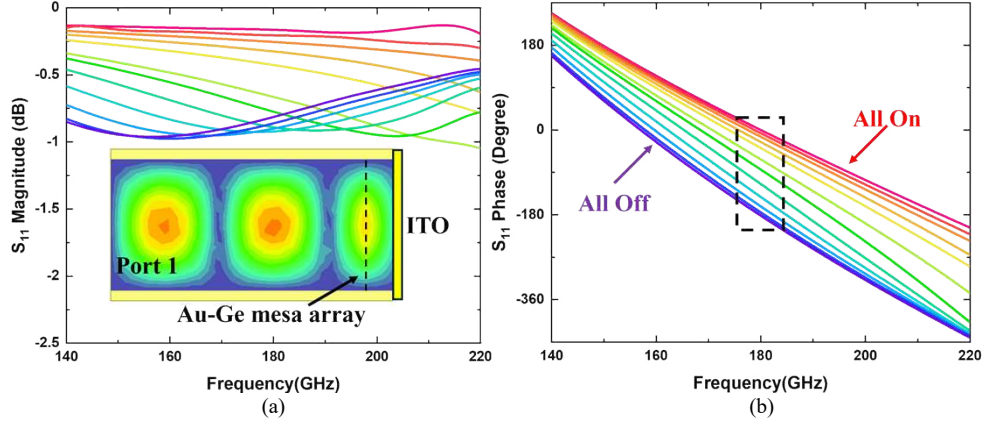 0
-0.5
-1
-1.5
-2
-2.5
S11 Magnitude (dB)
Port 1
ITO
Au-Ge mesa array
140 160 180 200 220
Frequency(GHz)
(a)
180
0
-180
-360
S11 Phase (Degree)
All On
All Off
140 160 180 200 220
Frequency(GHz)
(b)